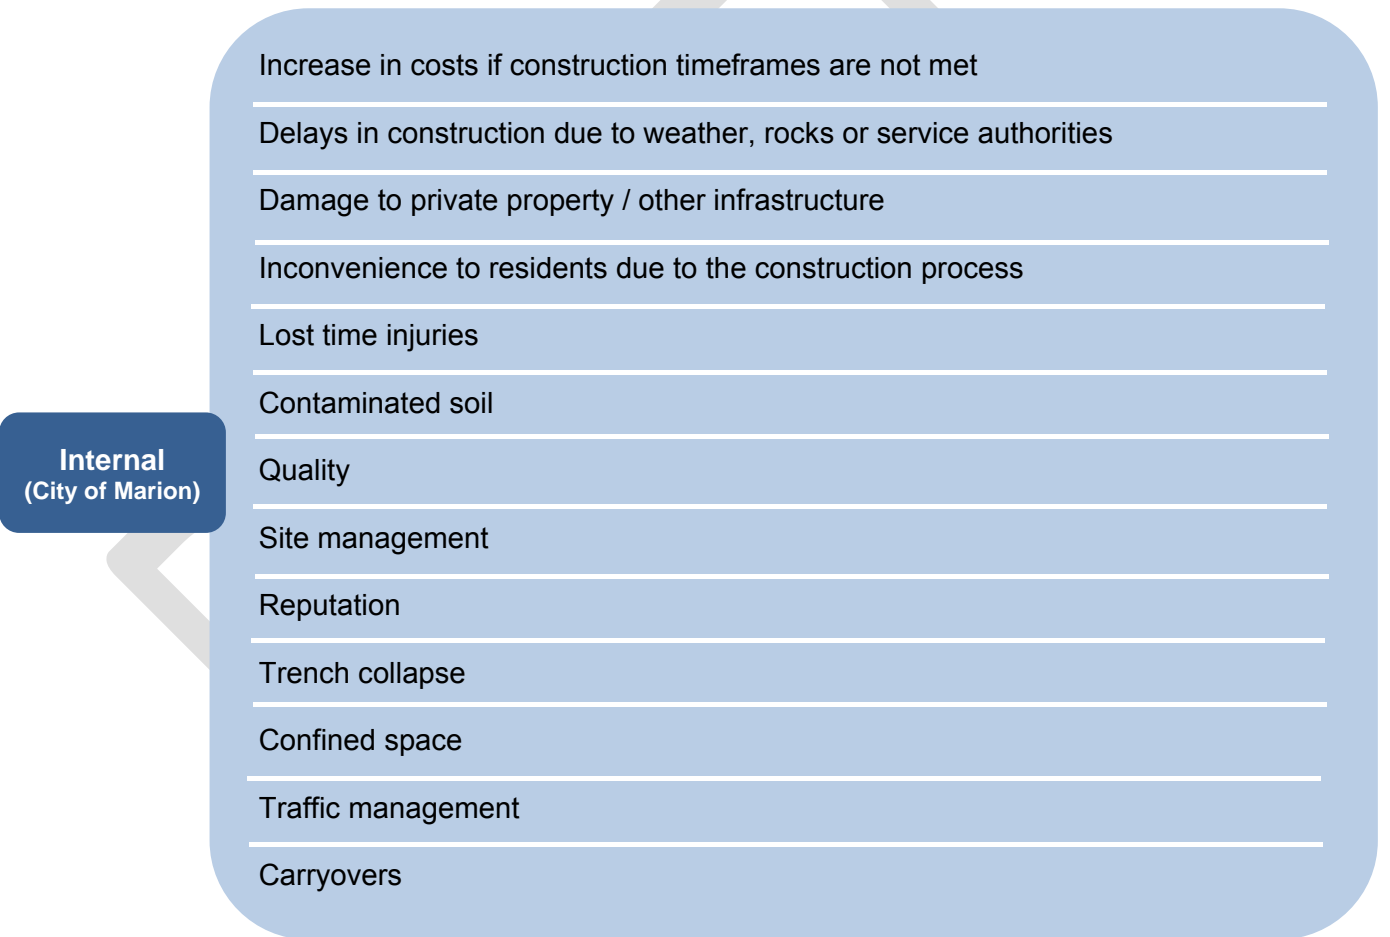 Increase in costs if construction timeframes are not met
Delays in construction due to weather, rocks or service authorities
Damage to private property / other infrastructure
Inconvenience to residents due to the construction process
Lost time injuries
Contaminated soil
Internal
(City of Marion)
Quality
Site management
Reputation
Trench collapse
Confined space
Traffic management
Carryovers